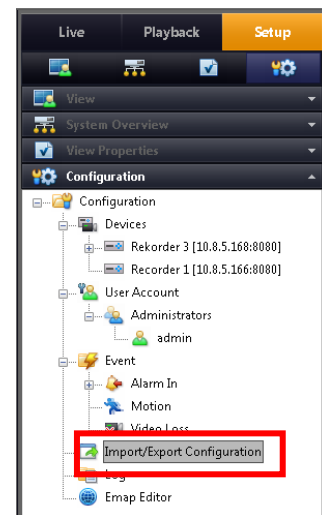 Live Playback Setup
View
System Overview
View Properties
Configuration
Configuration
Devices
Rekorder 3 [10.8.5.168:8080]
Recorder 1 [10.8.5.166:8080]
User Account
Administrators
admin
Event
Alarm In
Motion
Video Loss
Import/Export Configuration
Log
Emap Editor